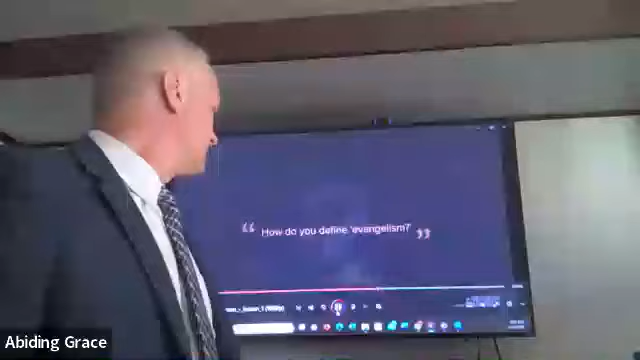 “ How do you define 'evangelism? ”
Abiding Grace